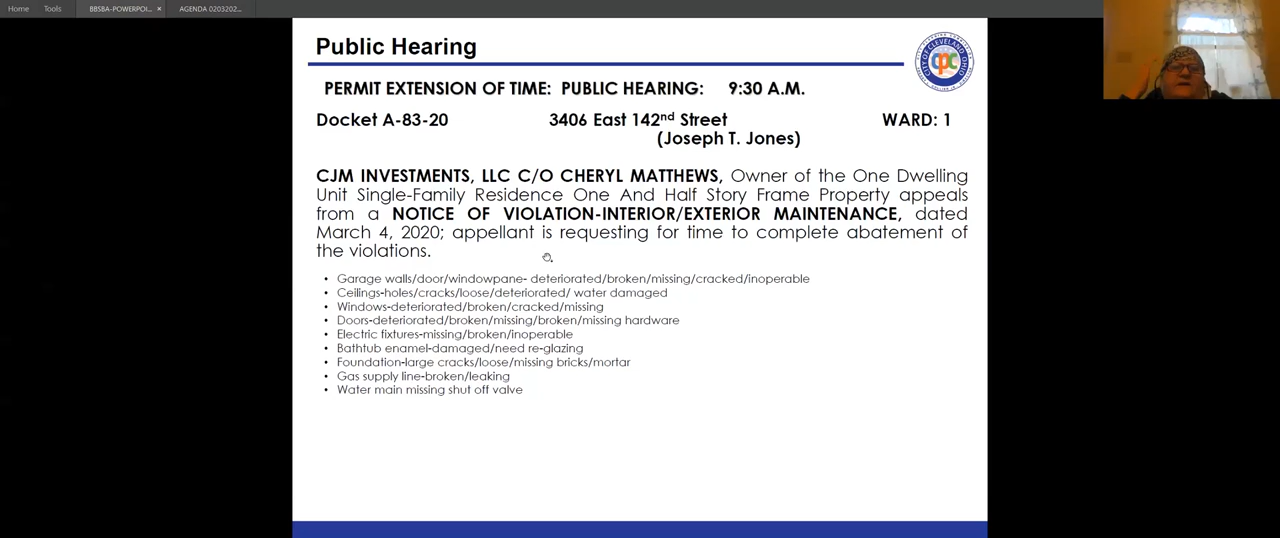 Home Tools BBSBA-POWERPOI... × AGENDA 0203202...
Public Hearing
CITY OF CLEVELAND, OHIO
cpc
PERMIT EXTENSION OF TIME: PUBLIC HEARING: 9:30 A.M.
Docket A-83-20 3406 East 142nd Street WARD: 1
(Joseph T. Jones)
CJM INVESTMENTS, LLC C/O CHERYL MATTHEWS, Owner of the One Dwelling
Unit Single-Family Residence One And Half Story Frame Property appeals
from a NOTICE OF VIOLATION-INTERIOR/EXTERIOR MAINTENANCE, dated
March 4, 2020; appellant is requesting for time to complete abatement of
the violations.
• Garage walls/door/windowpane- deteriorated/broken/missing/cracked/inoperable
• Ceilings-holes/cracks/loose/deteriorated/ water damaged
• Windows-deteriorated/broken/cracked/missing
• Doors-deteriorated/broken/missing/broken/missing hardware
• Electric fixtures-missing/broken/inoperable
• Bathtub enamel-damaged/need re-glazing
• Foundation-large cracks/loose/missing bricks/mortar
• Gas supply line-broken/leaking
• Water main missing shut off valve